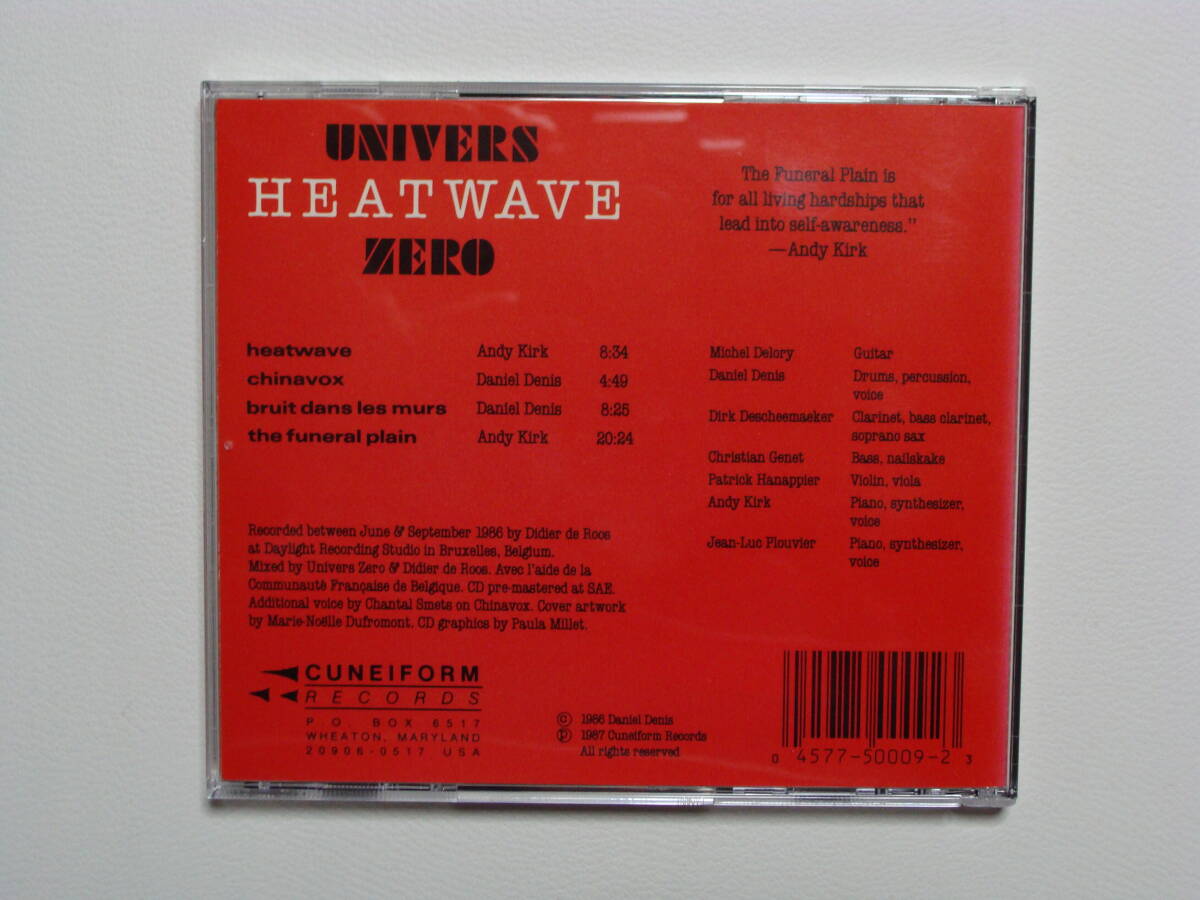 UNIVERS
HEATWAVE
ZERO
The Funeral Plain is
for all living hardships that
lead into self-awareness."
—Andy Kirk
heatwave Andy Kirk 8:34
chinavox Daniel Denis 4:49
bruit dans les murs Daniel Denis 8:25
the funeral plain Andy Kirk 20:24
Michel Delory Guitar
Daniel Denis Drums, percussion,
voice
Dirk Descheemaeker Clarinet, bass clarinet,
soprano sax
Christian Genet Bass, nailskake
Patrick Hanappier Violin, viola
Andy Kirk Piano, synthesizer,
voice
Jean-Luc Plouvier Piano, synthesizer,
voice
Recorded between June & September 1986 by Didier de Roos
at Daylight Recording Studio in Bruxelles, Belgium.
Mixed by Univers Zero & Didier de Roos. Avec l'aide de la
Communauté Française de Belgique. CD pre-mastered at SAE.
Additional voice by Chantal Smets on Chinavox. Cover artwork
by Marie-Noëlle Dufromont. CD graphics by Paula Millet.
CUNEIFORM
RECORDS
P.O. BOX 6517
WHEATON, MARYLAND
20906-0517 USA
© 1986 Daniel Denis
℗ 1987 Cuneiform Records
All rights reserved
0 4577-50009-2 3